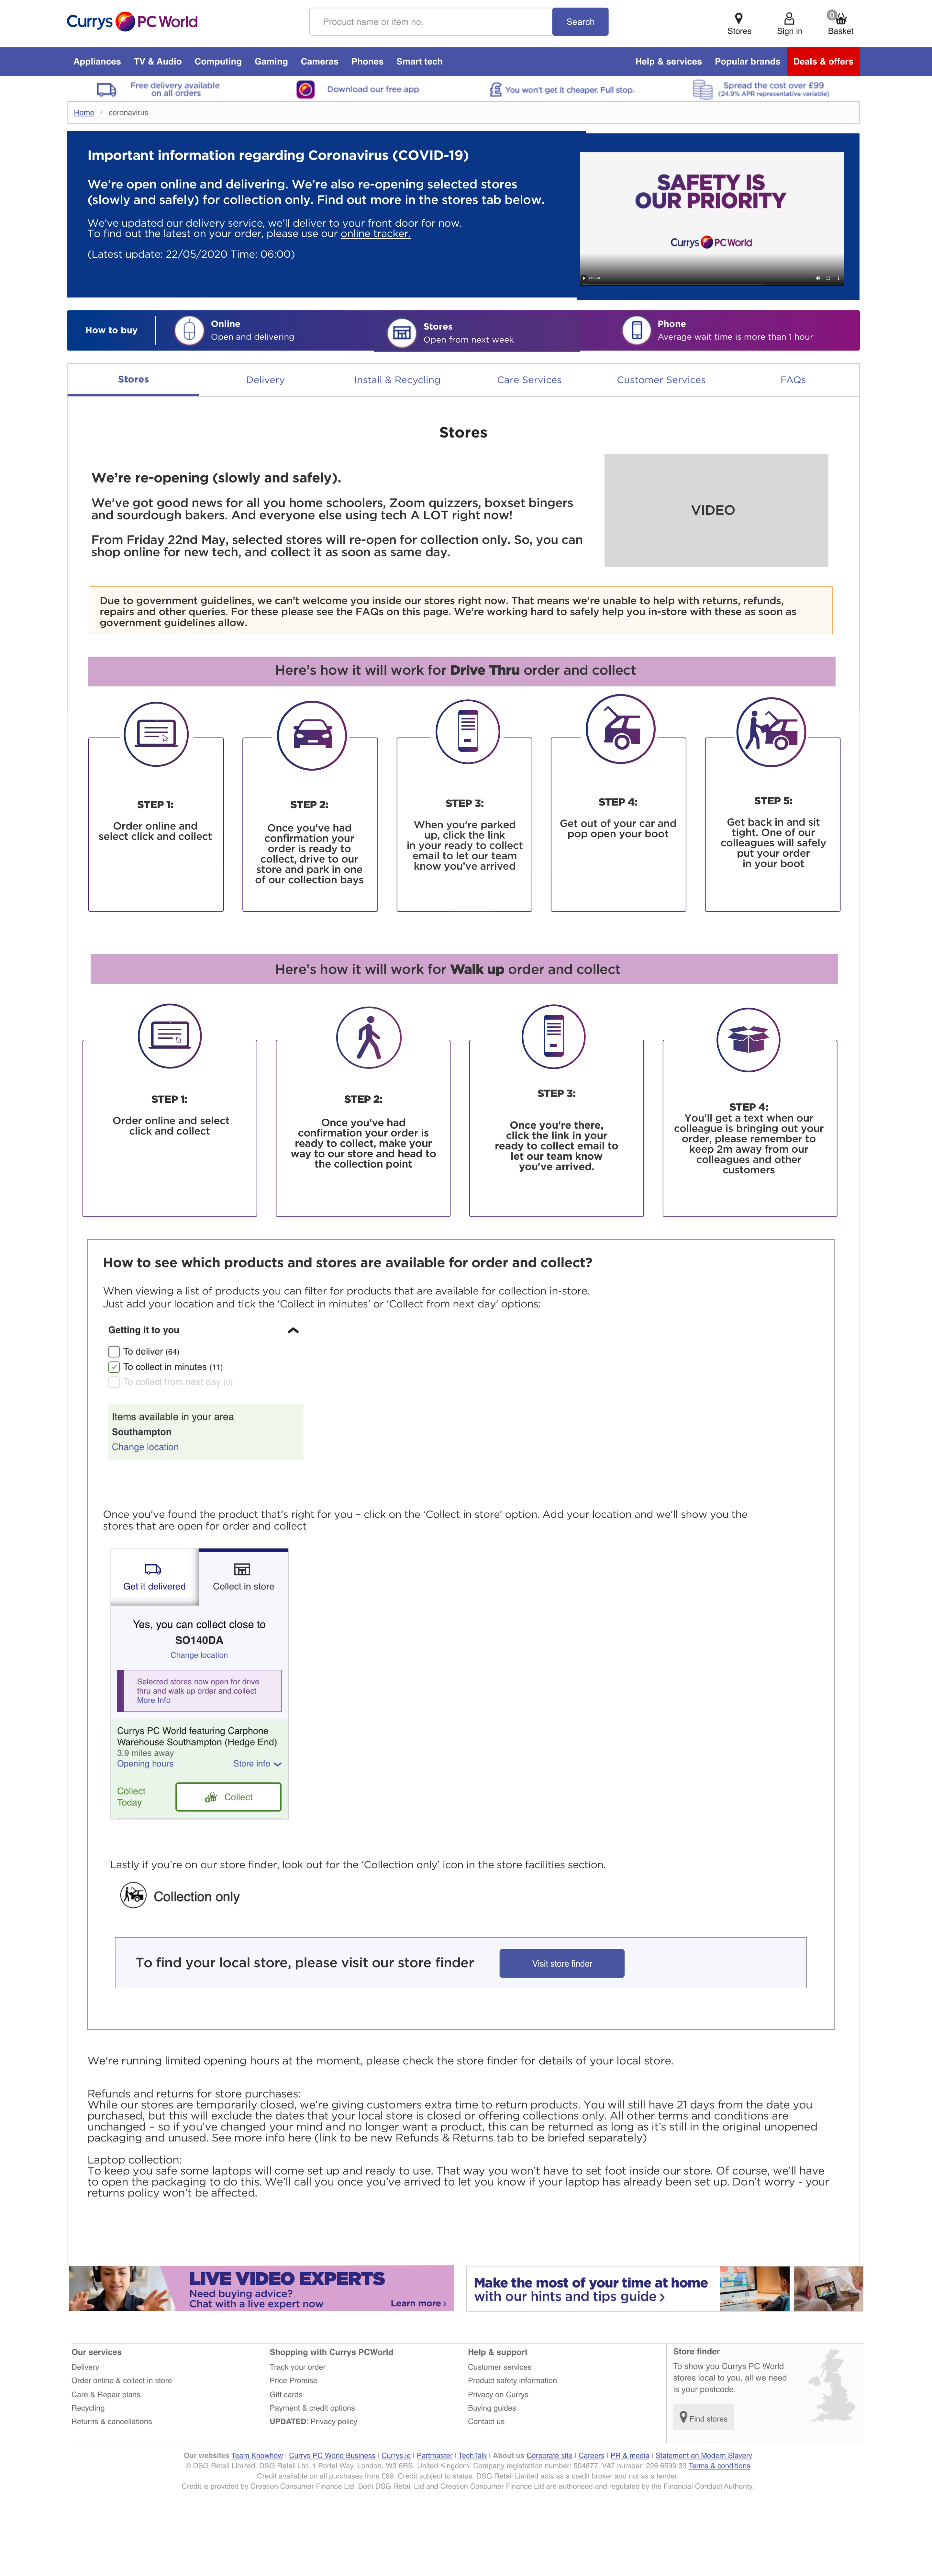 Currys PC World
Product name or item no.
Search
Stores
Sign in
0
Basket
Appliances TV & Audio Computing Gaming Cameras Phones Smart tech Help & services Popular brands Deals & offers
Free delivery available
on all orders
Download our free app
You won't get it cheaper. Full stop.
Spread the cost over £99
(24.9% APR representative variable)
Home › coronavirus
Important information regarding Coronavirus (COVID-19)
We're open online and delivering. We're also re-opening selected stores
(slowly and safely) for collection only. Find out more in the stores tab below.
We've updated our delivery service, we'll deliver to your front door for now.
To find out the latest on your order, please use our online tracker.
(Latest update: 22/05/2020 Time: 06:00)
SAFETY IS
OUR PRIORITY
Currys PC World
How to buy
Online
Open and delivering
Stores
Open from next week
Phone
Average wait time is more than 1 hour
Stores Delivery Install & Recycling Care Services Customer Services FAQs
Stores
We're re-opening (slowly and safely).
We've got good news for all you home schoolers, Zoom quizzers, boxset bingers
and sourdough bakers. And everyone else using tech A LOT right now!
From Friday 22nd May, selected stores will re-open for collection only. So, you can
shop online for new tech, and collect it as soon as same day.
VIDEO
Due to government guidelines, we can't welcome you inside our stores right now. That means we're unable to help with returns, refunds,
repairs and other queries. For these please see the FAQs on this page. We're working hard to safely help you in-store with these as soon as
government guidelines allow.
Here's how it will work for Drive Thru order and collect
STEP 1:
Order online and
select click and collect
STEP 2:
Once you've had
confirmation your
order is ready to
collect, drive to our
store and park in one
of our collection bays
STEP 3:
When you're parked
up, click the link
in your ready to collect
email to let our team
know you've arrived
STEP 4:
Get out of your car and
pop open your boot
STEP 5:
Get back in and sit
tight. One of our
colleagues will safely
put your order
in your boot
Here's how it will work for Walk up order and collect
STEP 1:
Order online and select
click and collect
STEP 2:
Once you've had
confirmation your order is
ready to collect, make your
way to our store and head to
the collection point
STEP 3:
Once you're there,
click the link in your
ready to collect email to
let our team know
you've arrived.
STEP 4:
You'll get a text when our
colleague is bringing out your
order, please remember to
keep 2m away from our
colleagues and other
customers
How to see which products and stores are available for order and collect?
When viewing a list of products you can filter for products that are available for collection in-store.
Just add your location and tick the 'Collect in minutes' or 'Collect from next day' options:
Getting it to you
To deliver (64)
To collect in minutes (11)
To collect from next day (0)
Items available in your area
Southampton
Change location
Once you've found the product that's right for you – click on the 'Collect in store' option. Add your location and we'll show you the
stores that are open for order and collect
Get it delivered
Collect in store
Yes, you can collect close to
SO140DA
Change location
Selected stores now open for drive
thru and walk up order and collect
More Info
Currys PC World featuring Carphone
Warehouse Southampton (Hedge End)
3.9 miles away
Opening hours Store info
Collect
Today
Collect
Lastly if you're on our store finder, look out for the 'Collection only' icon in the store facilities section.
Collection only
To find your local store, please visit our store finder
Visit store finder
We're running limited opening hours at the moment, please check the store finder for details of your local store.
Refunds and returns for store purchases:
While our stores are temporarily closed, we're giving customers extra time to return products. You will still have 21 days from the date you
purchased, but this will exclude the dates that your local store is closed or offering collections only. All other terms and conditions are
unchanged – so if you've changed your mind and no longer want a product, this can be returned as long as it's still in the original unopened
packaging and unused. See more info here (link to be new Refunds & Returns tab to be briefed separately)
Laptop collection:
To keep you safe some laptops will come set up and ready to use. That way you won't have to set foot inside our store. Of course, we'll have
to open the packaging to do this. We'll call you once you've arrived to let you know if your laptop has already been set up. Don't worry - your
returns policy won't be affected.
LIVE VIDEO EXPERTS
Need buying advice?
Chat with a live expert now
Learn more ›
Make the most of your time at home
with our hints and tips guide ›
Our services
Delivery
Order online & collect in store
Care & Repair plans
Recycling
Returns & cancellations
Shopping with Currys PCWorld
Track your order
Price Promise
Gift cards
Payment & credit options
UPDATED: Privacy policy
Help & support
Customer services
Product safety information
Privacy on Currys
Buying guides
Contact us
Store finder
To show you Currys PC World
stores local to you, all we need
is your postcode.
Find stores
Our websites Team Knowhow | Currys PC World Business | Currys.ie | Partmaster | TechTalk | About us Corporate site | Careers | PR & media | Statement on Modern Slavery
© DSG Retail Limited. DSG Retail Ltd, 1 Portal Way, London, W3 6RS, United Kingdom. Company registration number: 504877, VAT number: 226 6599 33 Terms & conditions
Credit available on all purchases from £99. Credit subject to status. DSG Retail Limited acts as a credit broker and not as a lender.
Credit is provided by Creation Consumer Finance Ltd. Both DSG Retail Ltd and Creation Consumer Finance Ltd are authorised and regulated by the Financial Conduct Authority.